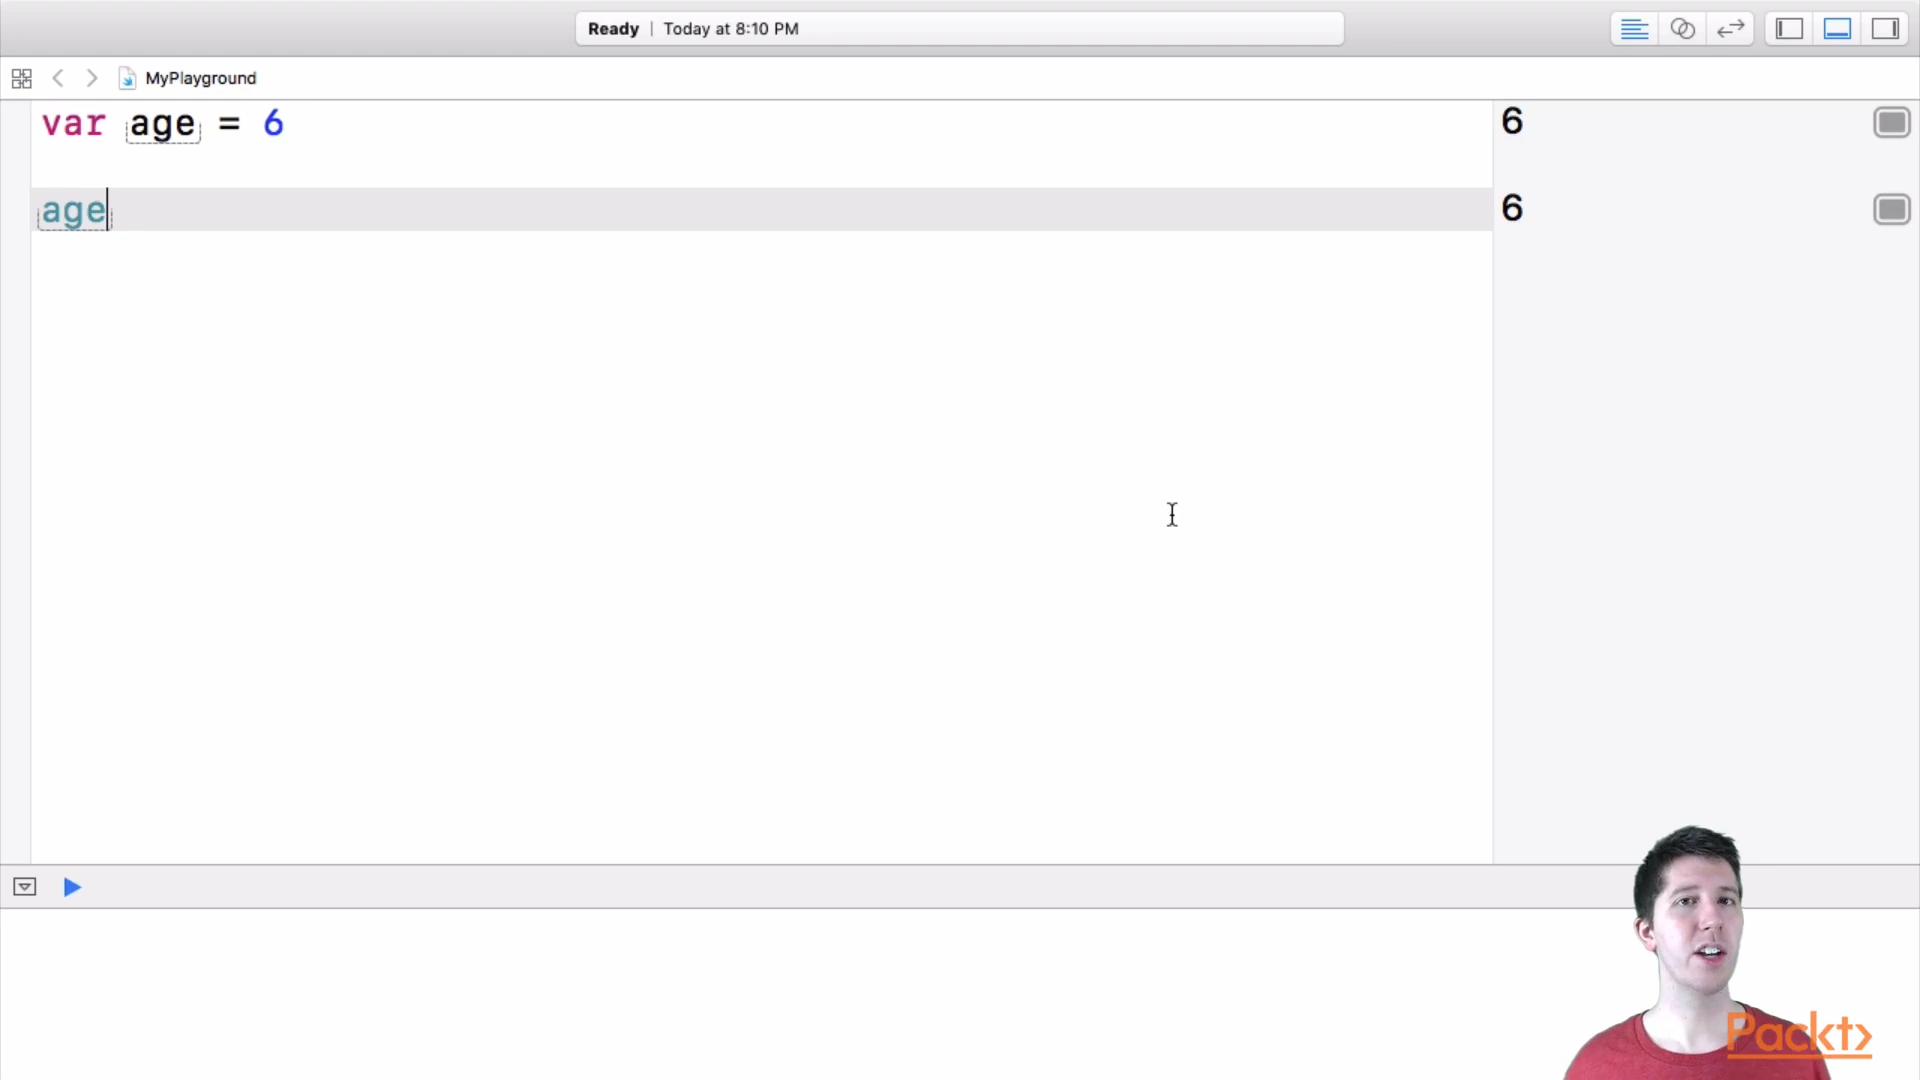 Ready | Today at 8:10 PM
MyPlayground
var age = 6
6
age
6
Packt>